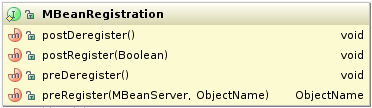 MBeanRegistration
postDeregister() void
postRegister(Boolean) void
preDeregister() void
preRegister(MBeanServer, ObjectName) ObjectName